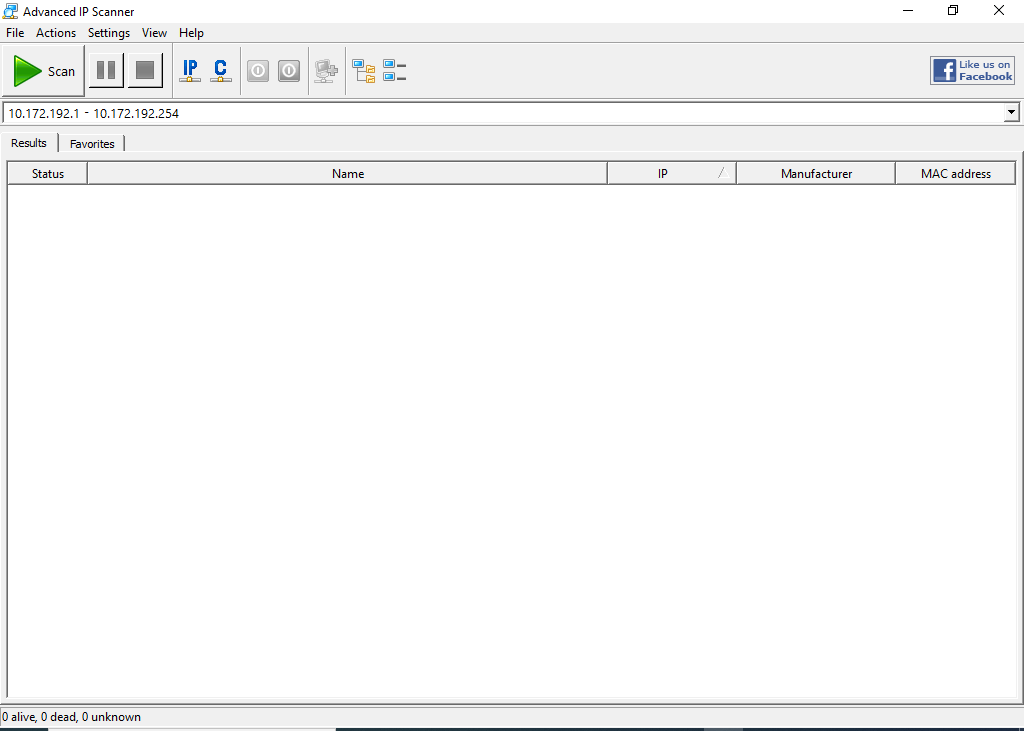 Advanced IP Scanner
File Actions Settings View Help
Scan IP C Like us on
Facebook
10.172.192.1 - 10.172.192.254
Results Favorites
Status Name IP Manufacturer MAC address
0 alive, 0 dead, 0 unknown